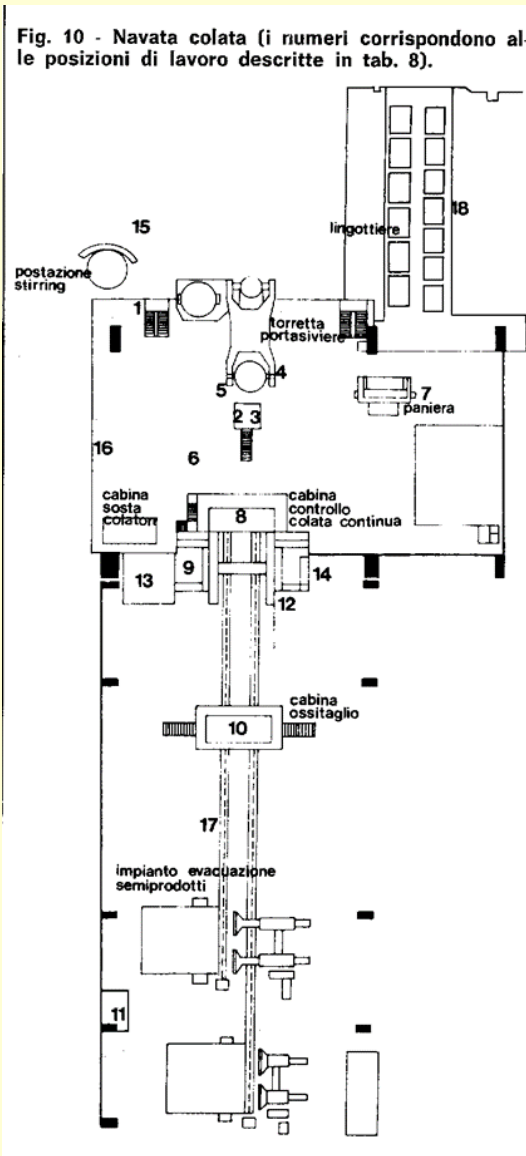 Fig. 10 - Navata colata (i numeri corrispondono al-
le posizioni di lavoro descritte in tab. 8).
15
lingottiere
18
postazione
stirring
1
torretta
portasiviere
5
4
7
paniera
2 3
16
6
cabina
sosta
colatori
8
cabina
controllo
colata continua
13
9
14
12
cabina
ossitaglio
10
17
impianto evacuazione
semiprodotti
11